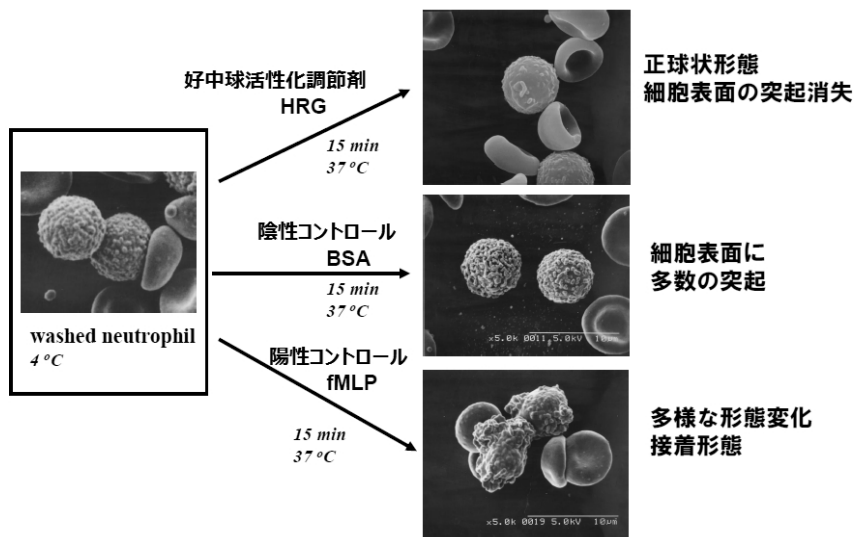 好中球活性化調節剤
HRG
15 min
37 ºC
正球状形態
細胞表面の突起消失
washed neutrophil
4 ºC
陰性コントロール
BSA
15 min
37 ºC
×5.0k 0011 5.0kV 10μm
細胞表面に
多数の突起
陽性コントロール
fMLP
15 min
37 ºC
×5.0k 0019 5.0kV 10μm
多様な形態変化
接着形態